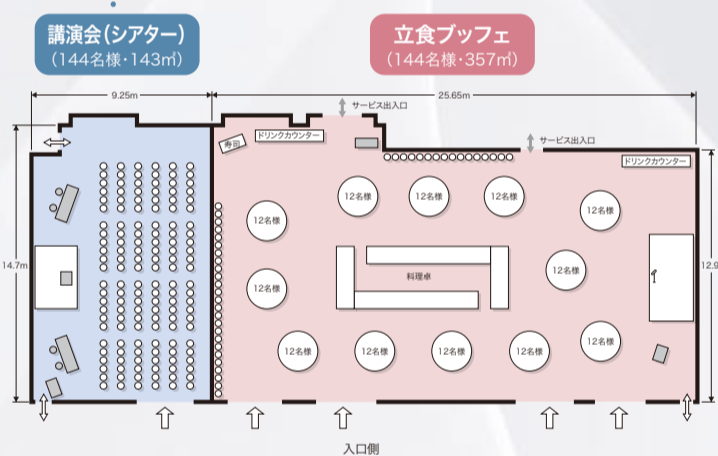 講演会(シアター)
(144名様・143㎡)
立食ブッフェ
(144名様・357㎡)
9.25m
25.65m
サービス出入口
サービス出入口
寿司
ドリンクカウンター
ドリンクカウンター
12名様
12名様
12名様
12名様
12名様
12名様
12名様
12名様
12名様
12名様
12名様
12名様
料理卓
14.7m
12.9
入口側